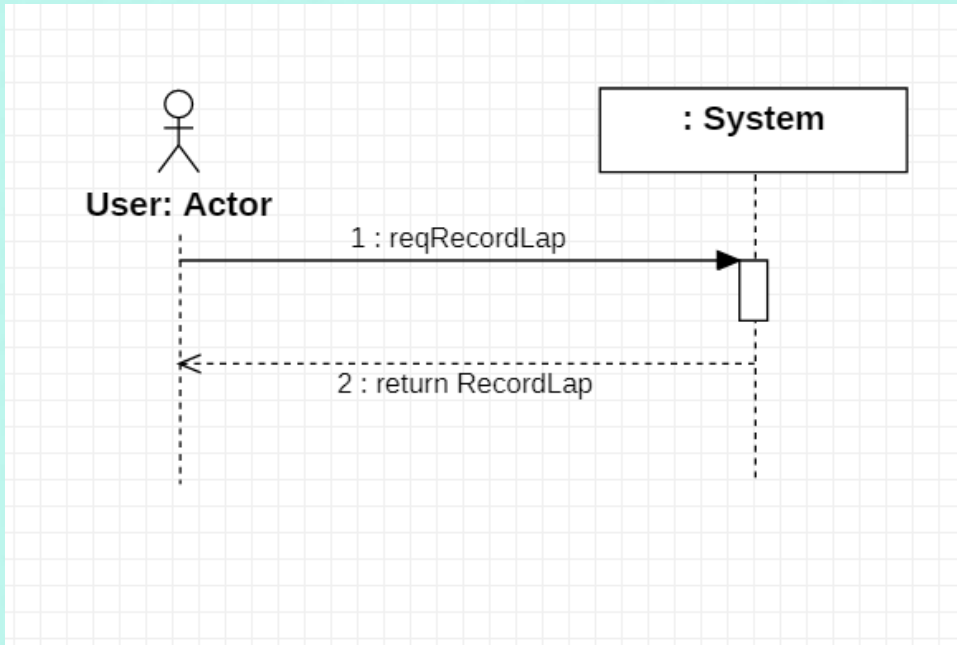 : System
User: Actor
1 : reqRecordLap
2 : return RecordLap